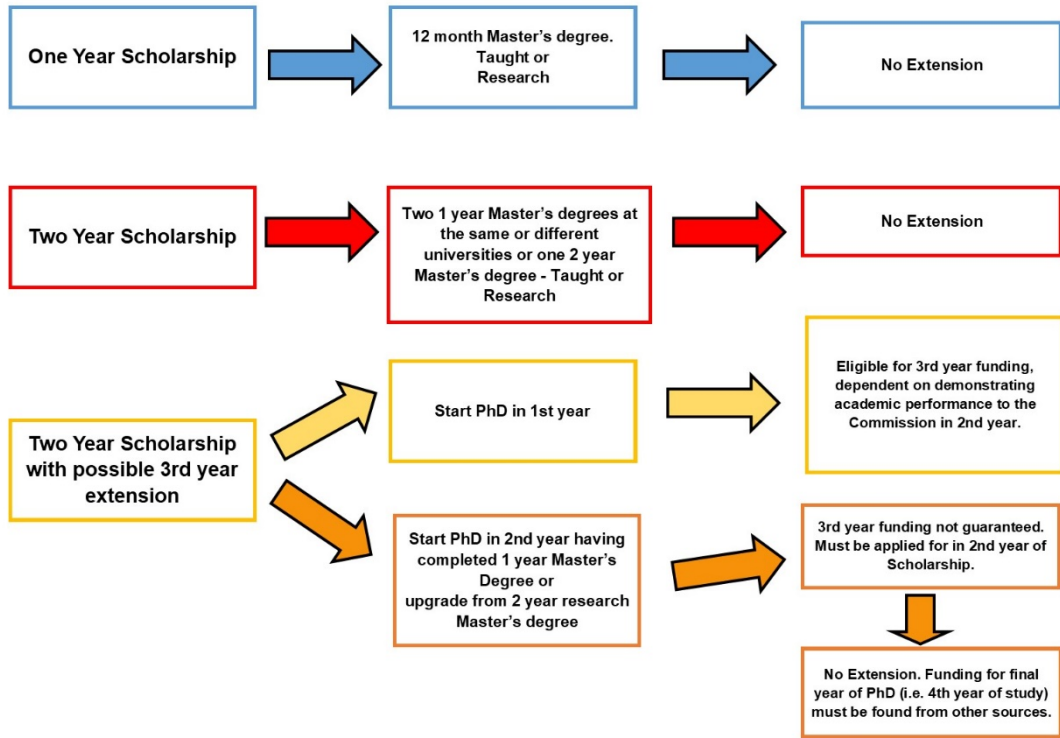 One Year Scholarship
12 month Master's degree.
Taught or
Research
No Extension
Two Year Scholarship
Two 1 year Master's degrees at
the same or different
universities or one 2 year
Master's degree - Taught or
Research
No Extension
Two Year Scholarship
with possible 3rd year
extension
Start PhD in 1st year
Eligible for 3rd year funding,
dependent on demonstrating
academic performance to the
Commission in 2nd year.
Start PhD in 2nd year having
completed 1 year Master's
Degree or
upgrade from 2 year research
Master's degree
3rd year funding not guaranteed.
Must be applied for in 2nd year of
Scholarship.
No Extension. Funding for final
year of PhD (i.e. 4th year of study)
must be found from other sources.